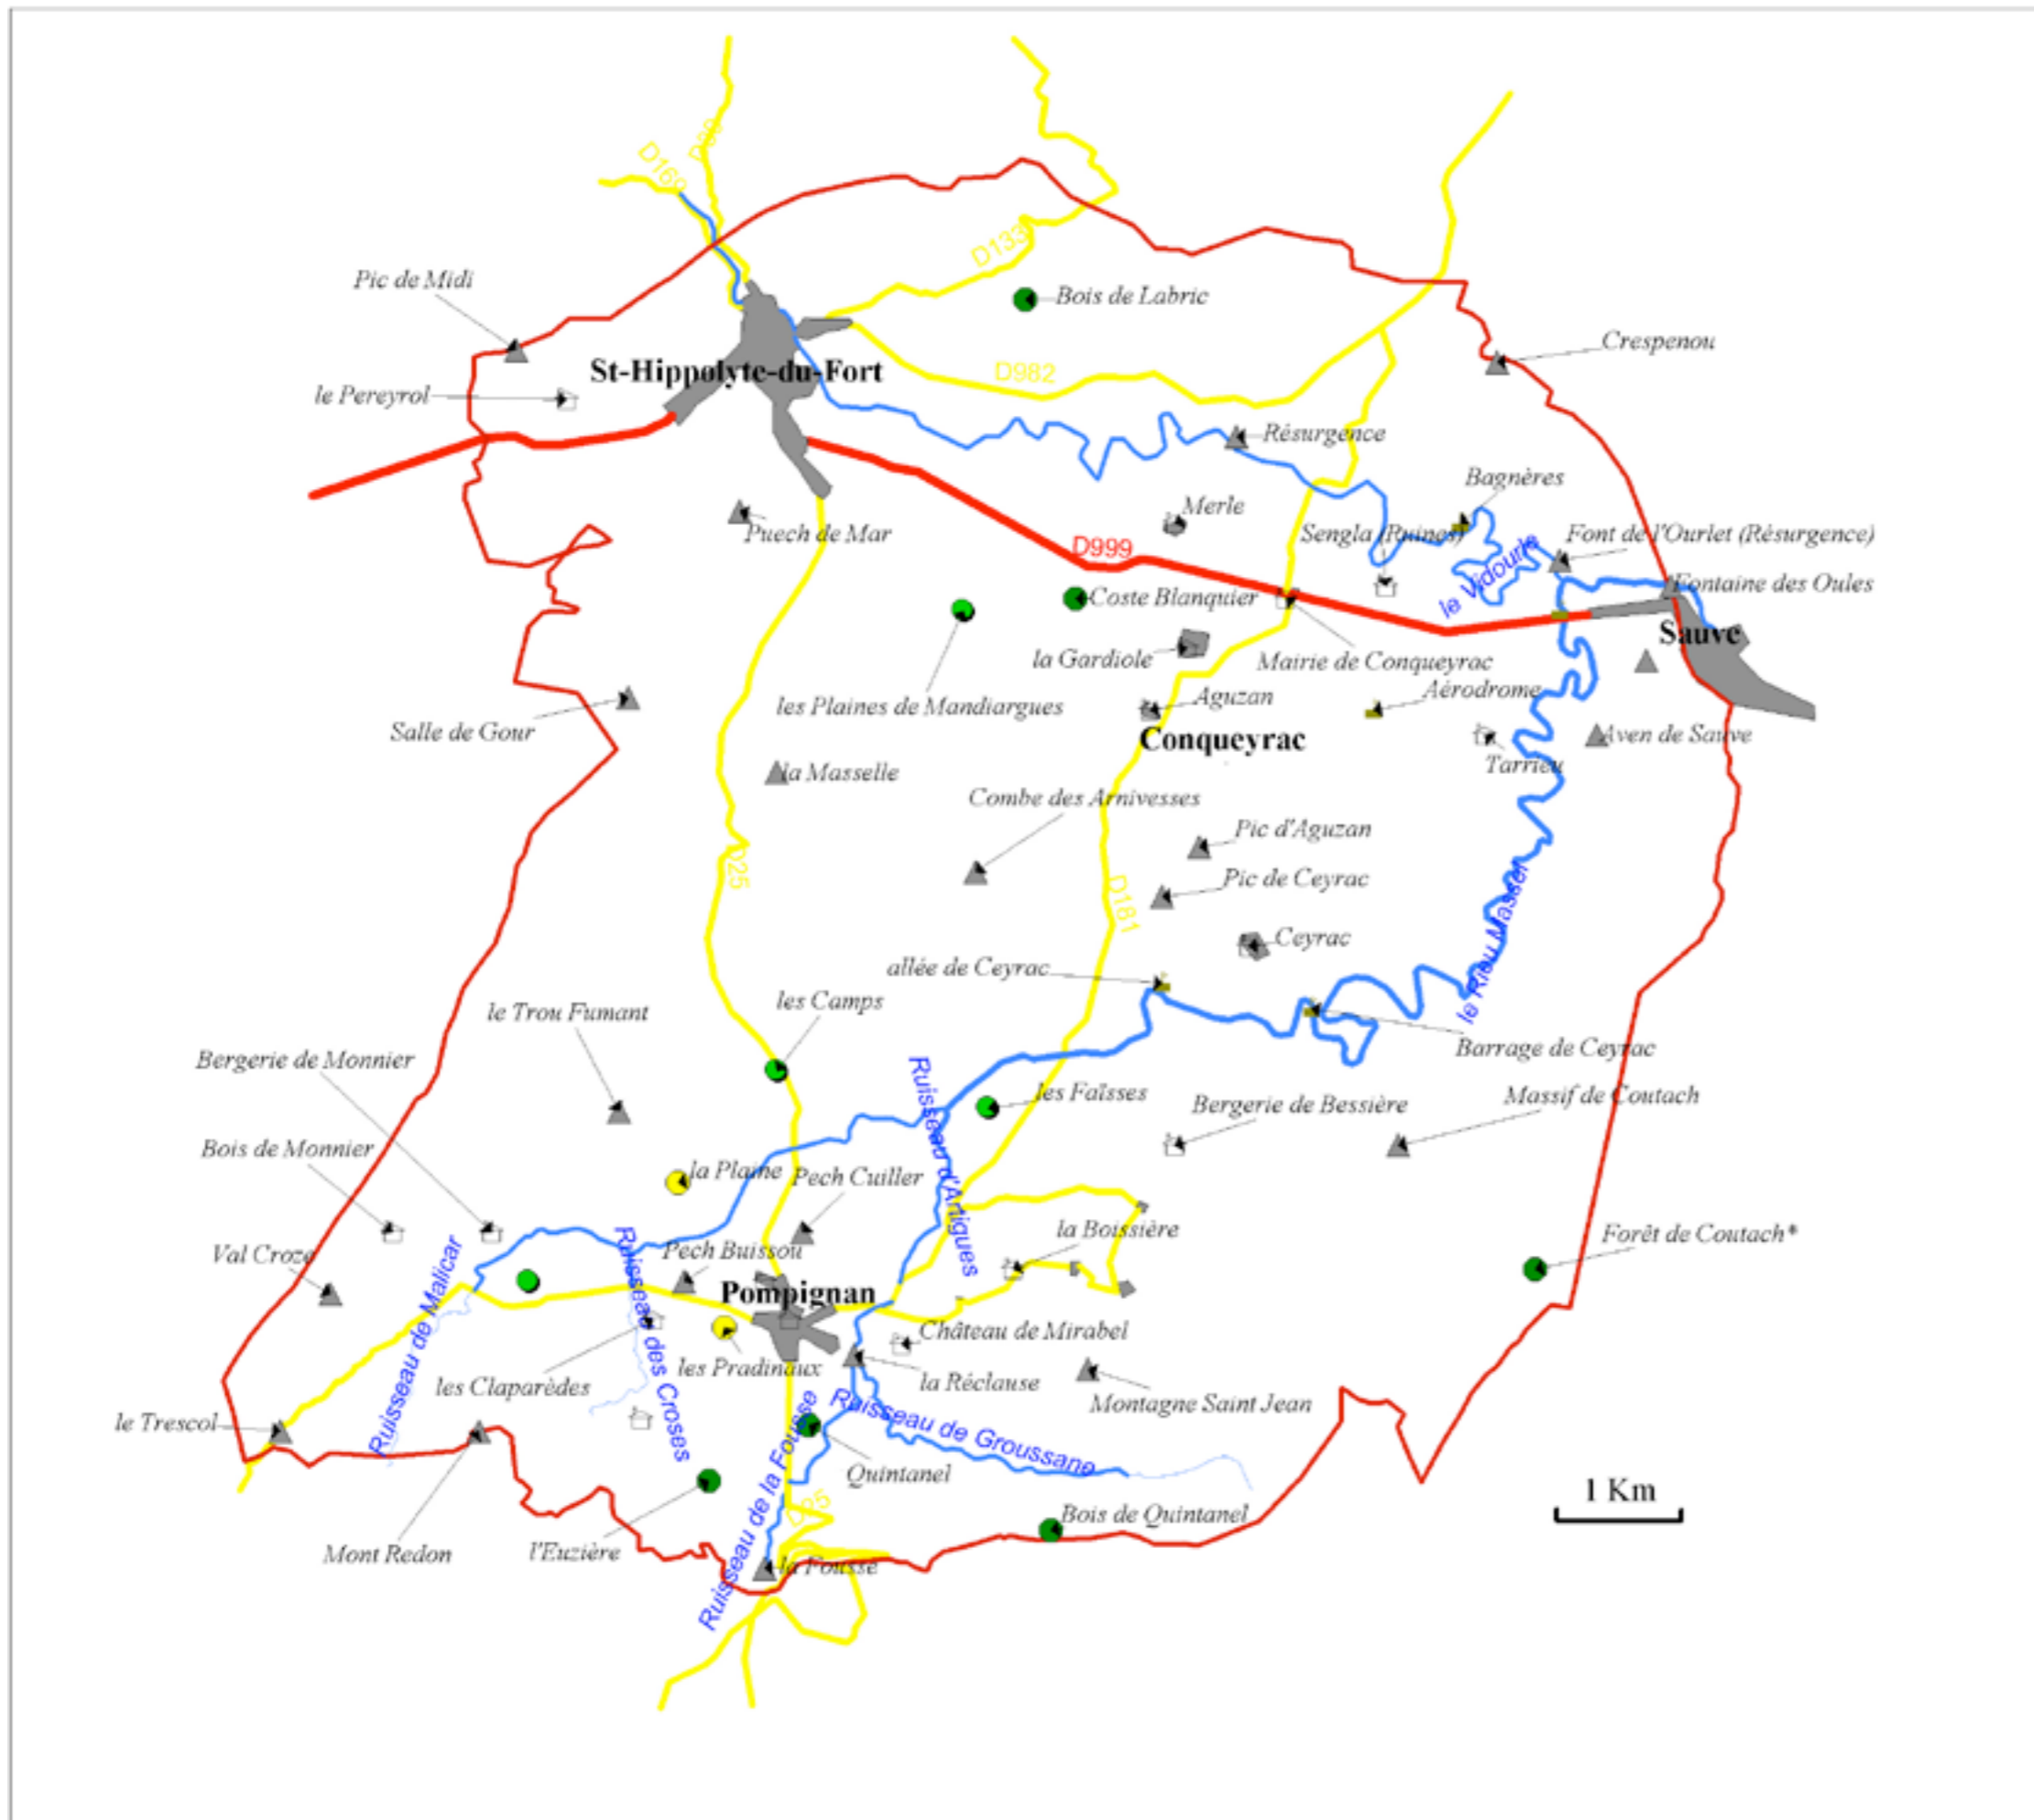 D39
D169
D133
Pic de Midi
Bois de Labric
Crespenou
St-Hippolyte-du-Fort
D982
le Pereyrol
Résurgence
Bagnères
Merle
Puech de Mar
Sengla (Ruines)
Font de l'Ourlet (Résurgence)
D999
le Vidourle
Fontaine des Oules
Coste Blanquier
Sauve
la Gardiole
Mairie de Conqueyrac
Aguzan
Aérodrome
les Plaines de Mandiargues
Salle de Gour
Conqueyrac
Aven de Sauve
Tarrieu
la Masselle
Combe des Arnivesses
Pic d'Aguzan
D25
Pic de Ceyrac
D181
Ceyrac
le Riou Massel
allée de Ceyrac
les Camps
le Trou Fumant
Barrage de Ceyrac
Bergerie de Monnier
les Faïsses
Massif de Coutach
Bergerie de Bessière
Bois de Monnier
Ruisseau d'Artigues
la Plaine
Pech Cuiller
la Boissière
Forêt de Coutach*
Val Croze
Pech Buissou
Pompignan
Ruisseau de Malicar
Ruisseau des Croses
Château de Mirabel
les Pradinaux
la Réclause
les Claparèdes
Montagne Saint Jean
le Trescol
Ruisseau de Groussane
Quintanel
1 Km
Ruisseau de la Fousse
D25
Bois de Quintanel
Mont Redon
l'Euzière
la Fousse